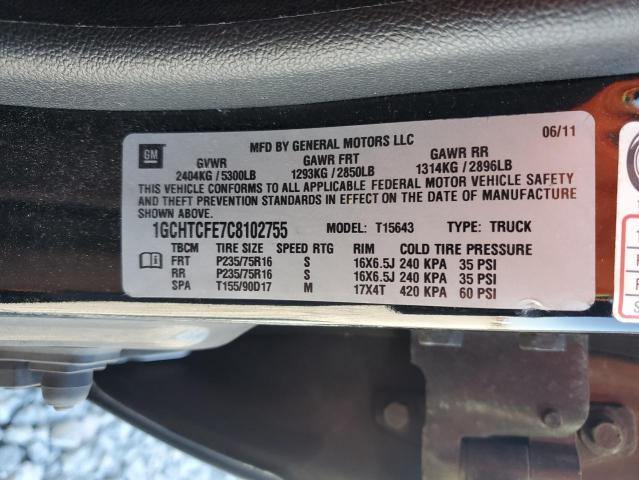 GM
MFD BY GENERAL MOTORS LLC 06/11
GVWR GAWR FRT GAWR RR
2404KG / 5300LB 1293KG / 2850LB 1314KG / 2896LB
THIS VEHICLE CONFORMS TO ALL APPLICABLE FEDERAL MOTOR VEHICLE SAFETY
AND THEFT PREVENTION STANDARDS IN EFFECT ON THE DATE OF MANUFACTURE
SHOWN ABOVE.
1GCHTCFE7C8102755 MODEL: T15643 TYPE: TRUCK
TBCM TIRE SIZE SPEED RTG RIM COLD TIRE PRESSURE
FRT P235/75R16 S 16X6.5J 240 KPA 35 PSI
RR P235/75R16 S 16X6.5J 240 KPA 35 PSI
SPA T155/90D17 M 17X4T 420 KPA 60 PSI